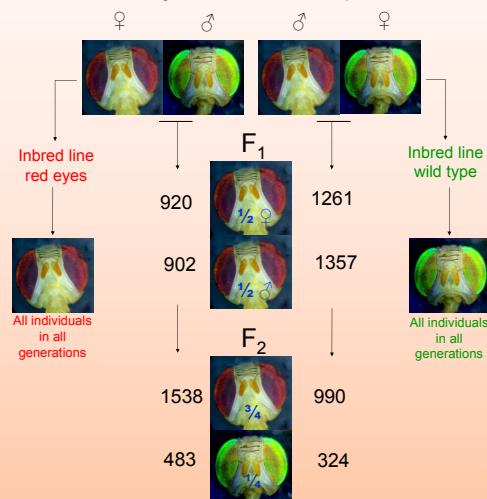 ♀ ♂ ♂ ♀
Inbred line
red eyes
All individuals
in all
generations
F₁
920
½ ♀
1261
902
½ ♂
1357
F₂
1538
¾
990
483
¼
324
Inbred line
wild type
All individuals
in all
generations